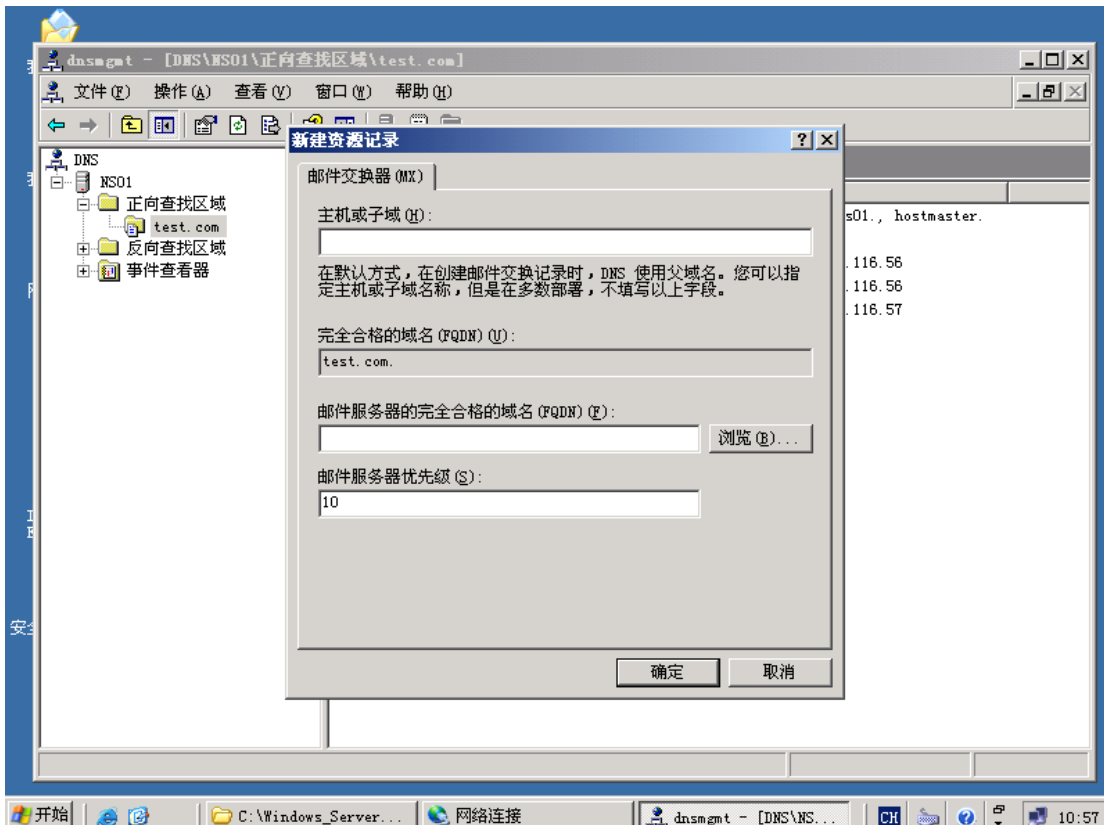 dnsmgmt - [DNS\NS01\正向查找区域\test.com]
文件(F) 操作(A) 查看(V) 窗口(W) 帮助(H)
新建资源记录
DNS
NS01
正向查找区域
test.com
反向查找区域
事件查看器
邮件交换器(MX)
主机或子域(H):
在默认方式，在创建邮件交换记录时，DNS 使用父域名。您可以指
定主机或子域名称，但是在多数部署，不填写以上字段。
完全合格的域名(FQDN)(U):
test.com.
邮件服务器的完全合格的域名(FQDN)(F):
浏览(B)...
邮件服务器优先级(S):
10
确定 取消
s01., hostmaster.
.116.56
.116.56
.116.57
安全
开始 C:\Windows_Server... 网络连接 dnsmgmt - [DNS\NS... CH 10:57